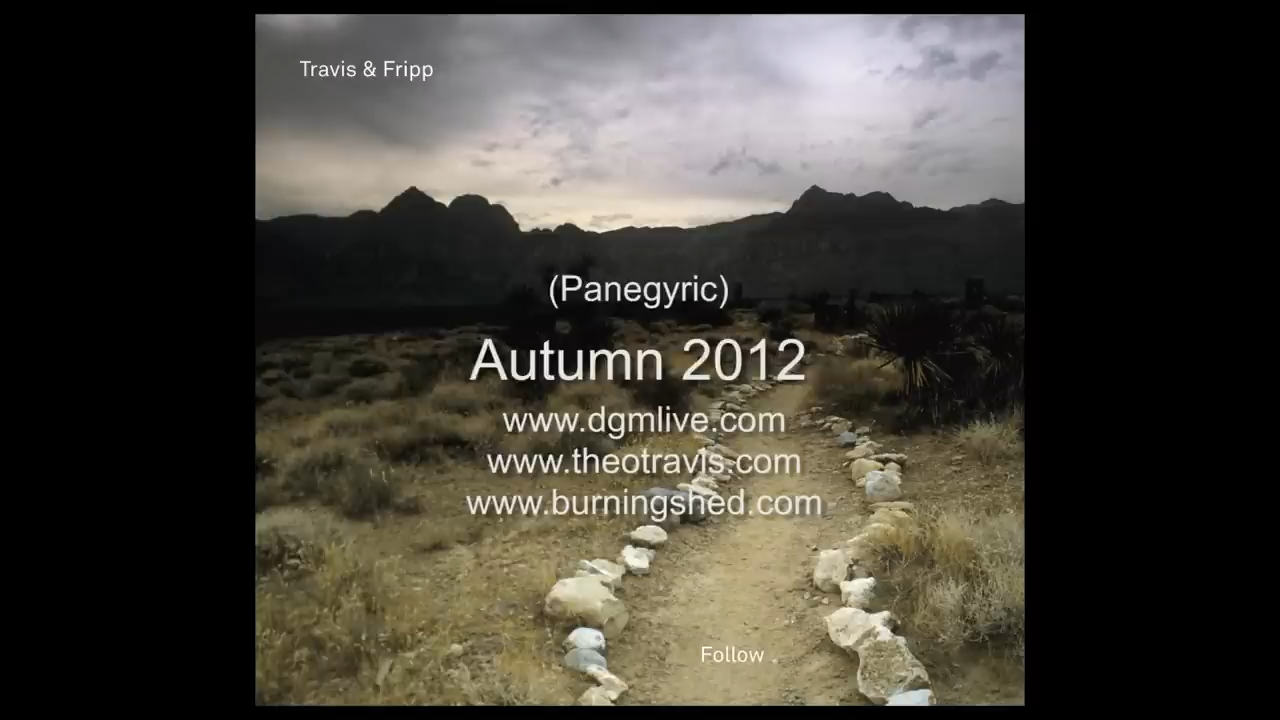 Travis & Fripp
(Panegyric)
Autumn 2012
www.dgmlive.com
www.theotravis.com
www.burningshed.com
Follow